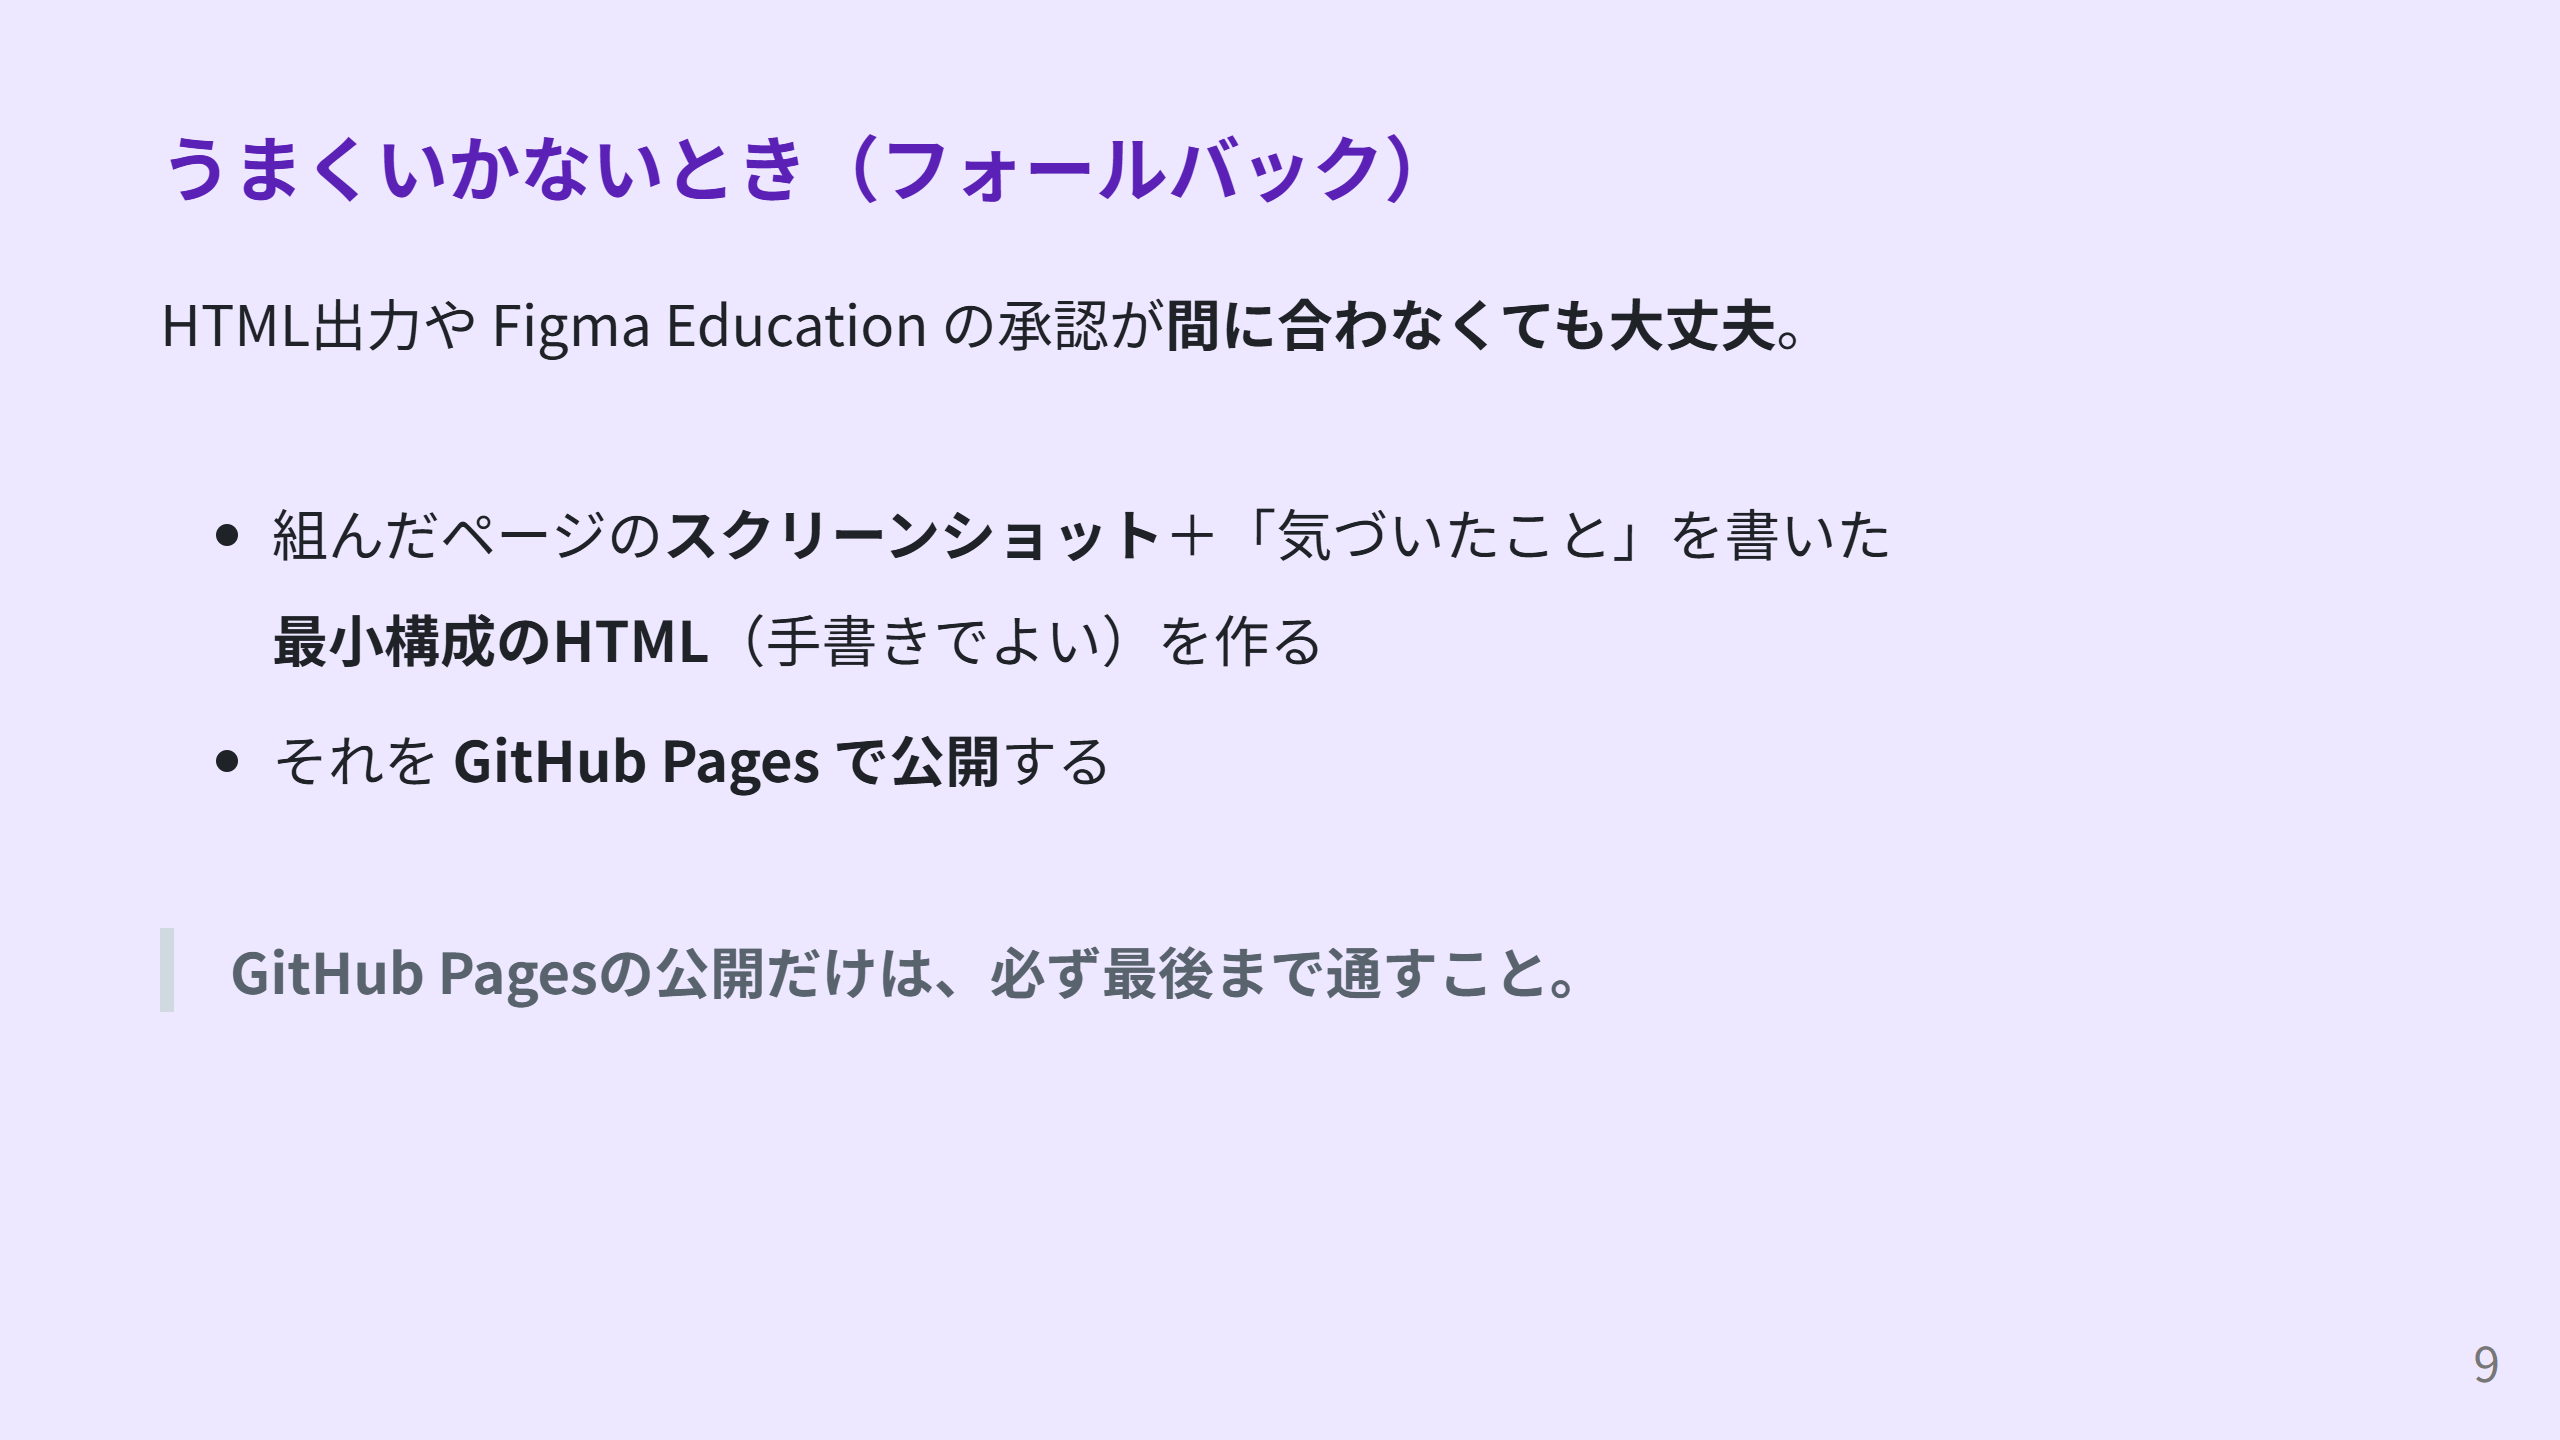 うまくいかないとき（フォールバック）
HTML出力や Figma Education の承認が間に合わなくても大丈夫。
• 組んだページのスクリーンショット＋「気づいたこと」を書いた
最小構成のHTML（手書きでよい）を作る
• それを GitHub Pages で公開する
GitHub Pagesの公開だけは、必ず最後まで通すこと。
9